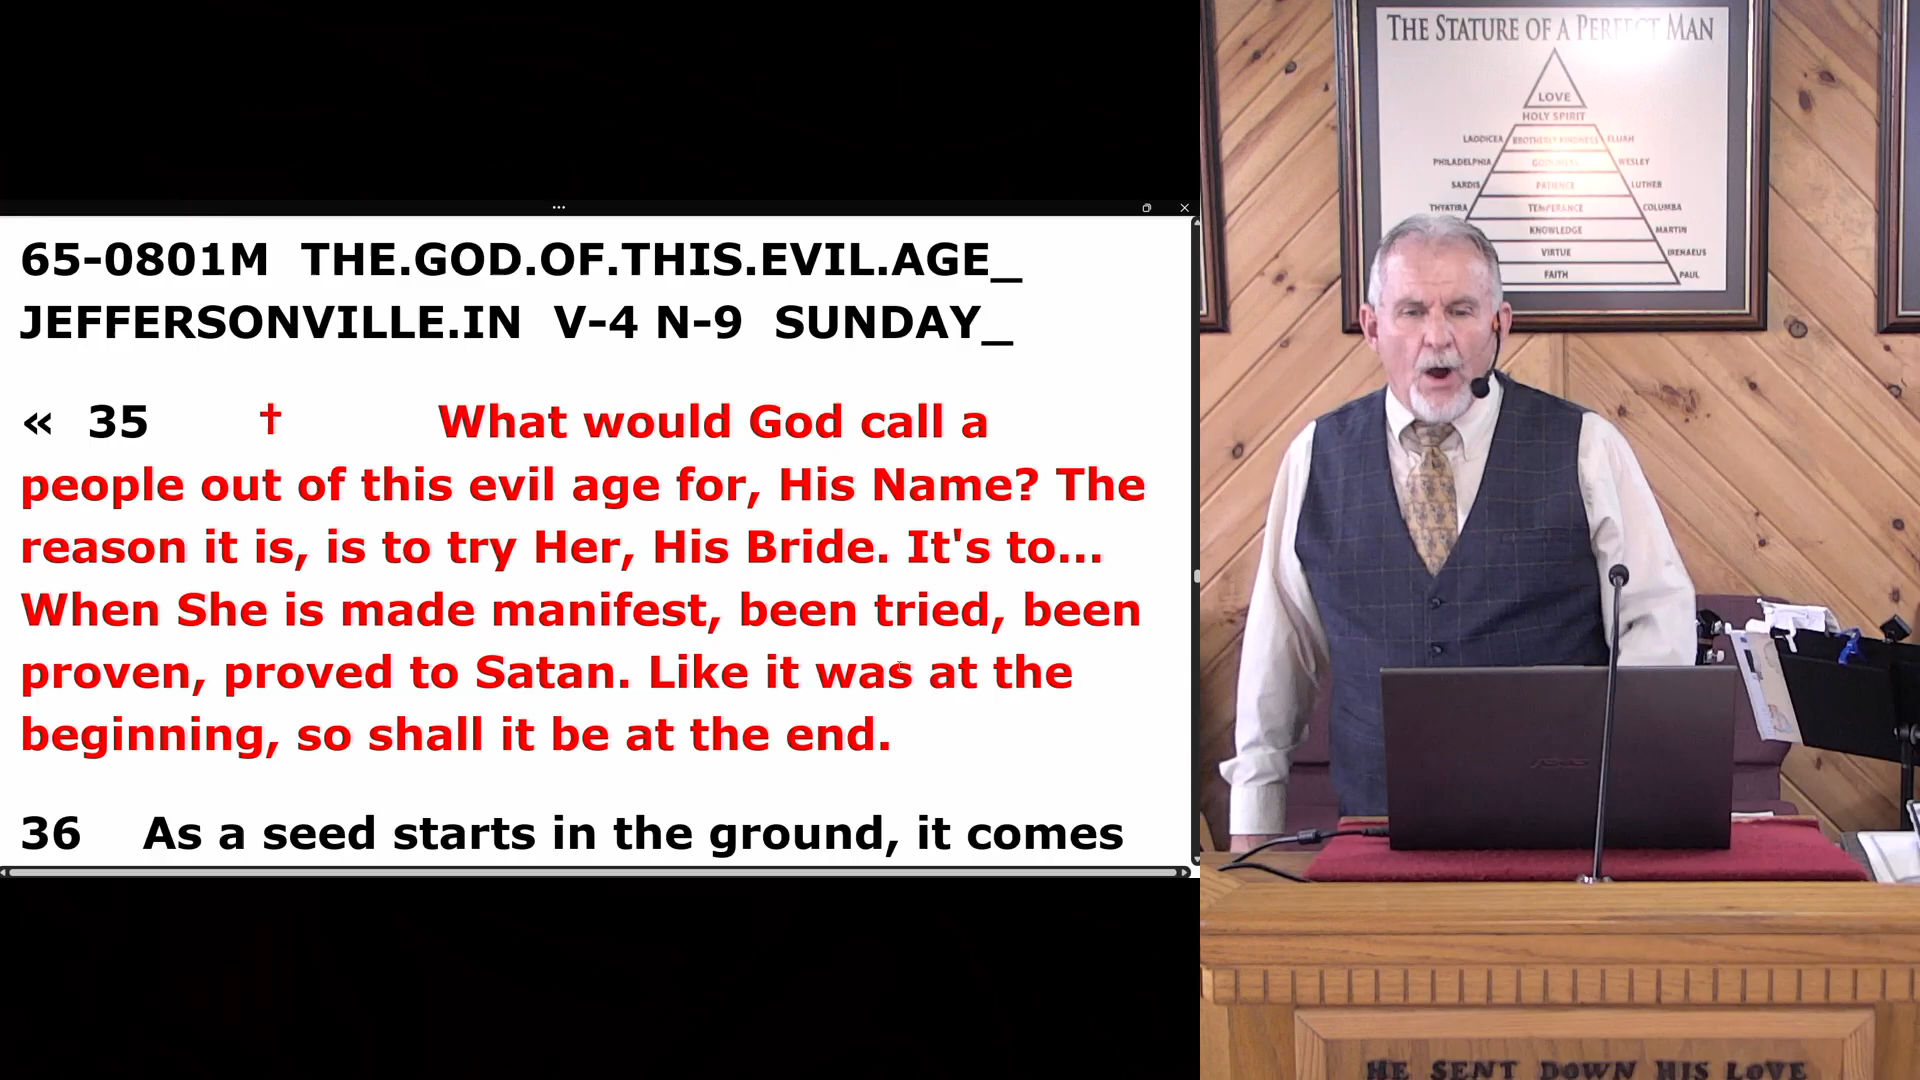 65-0801M THE.GOD.OF.THIS.EVIL.AGE_
JEFFERSONVILLE.IN V-4 N-9 SUNDAY_
« 35 † What would God call a
people out of this evil age for, His Name? The
reason it is, is to try Her, His Bride. It's to...
When She is made manifest, been tried, been
proven, proved to Satan. Like it was at the
beginning, so shall it be at the end.
36 As a seed starts in the ground, it comes
THE STATURE OF A PERFECT MAN
LOVE
HOLY SPIRIT
LAODICEA BROTHERLY KINDNESS ELIJAH
PHILADELPHIA GODLINESS WESLEY
SARDIS PATIENCE LUTHER
THYATIRA TEMPERANCE COLUMBA
KNOWLEDGE MARTIN
VIRTUE IRENAEUS
FAITH PAUL
ASUS
HE SENT DOWN HIS LOVE